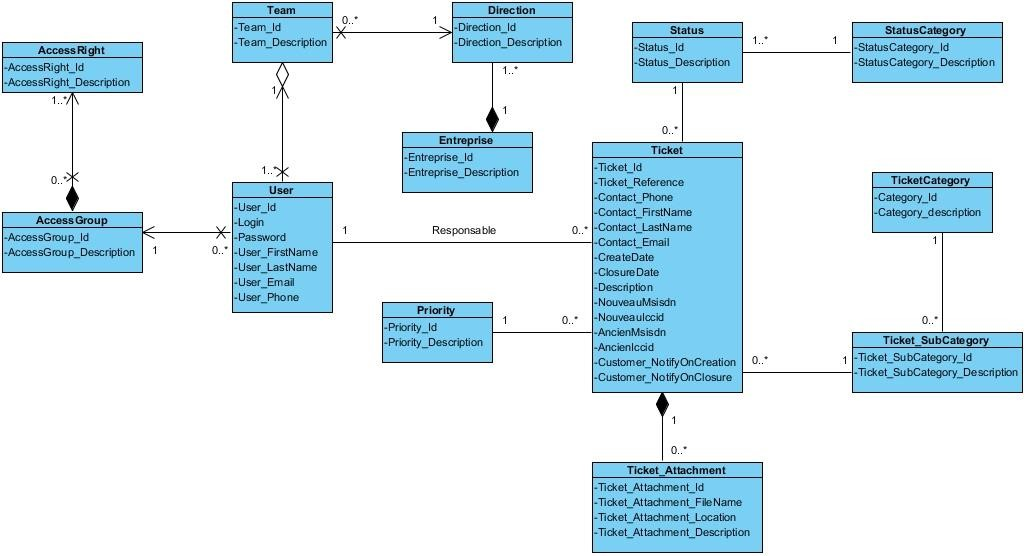 Team
-Team_Id
-Team_Description
0..*
1
Direction
-Direction_Id
-Direction_Description
Status
-Status_Id
-Status_Description
1..*
1
StatusCategory
-StatusCategory_Id
-StatusCategory_Description
AccessRight
-AccessRight_Id
-AccessRight_Description
1..*
0..*
1
1..*
1..*
1
Entreprise
-Entreprise_Id
-Entreprise_Description
1
0..*
AccessGroup
-AccessGroup_Id
-AccessGroup_Description
1
0..*
User
-User_Id
-Login
-Password
-User_FirstName
-User_LastName
-User_Email
-User_Phone
1
Responsable
0..*
Priority
-Priority_Id
-Priority_Description
1
0..*
Ticket
-Ticket_Id
-Ticket_Reference
-Contact_Phone
-Contact_FirstName
-Contact_LastName
-Contact_Email
-CreateDate
-ClosureDate
-Description
-NouveauMsisdn
-NouveauIccid
-AncienMsisdn
-AncienIccid
-Customer_NotifyOnCreation
-Customer_NotifyOnClosure
TicketCategory
-Category_Id
-Category_description
1
0..*
Ticket_SubCategory
-Ticket_SubCategory_Id
-Ticket_SubCategory_Description
0..*
1
1
0..*
Ticket_Attachment
-Ticket_Attachment_Id
-Ticket_Attachment_FileName
-Ticket_Attachment_Location
-Ticket_Attachment_Description